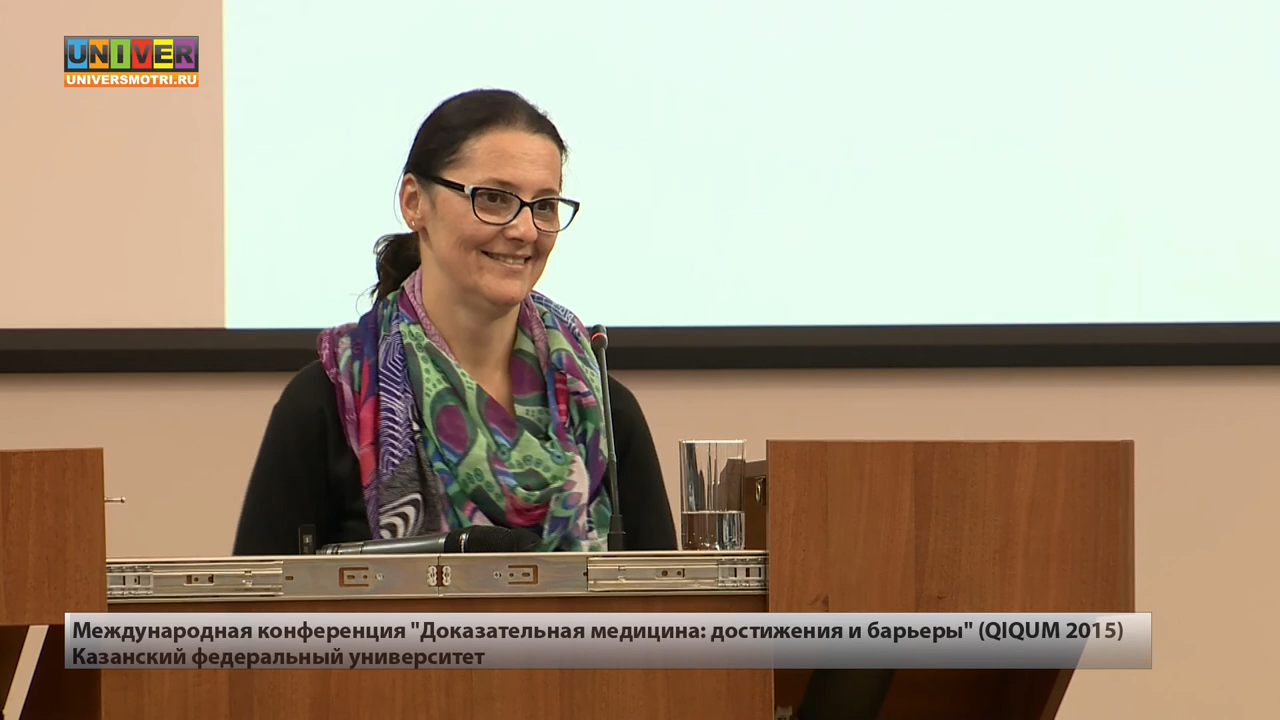 UNIVER
UNIVERSMOTRI.RU
Международная конференция "Доказательная медицина: достижения и барьеры" (QIQUM 2015)
Казанский федеральный университет